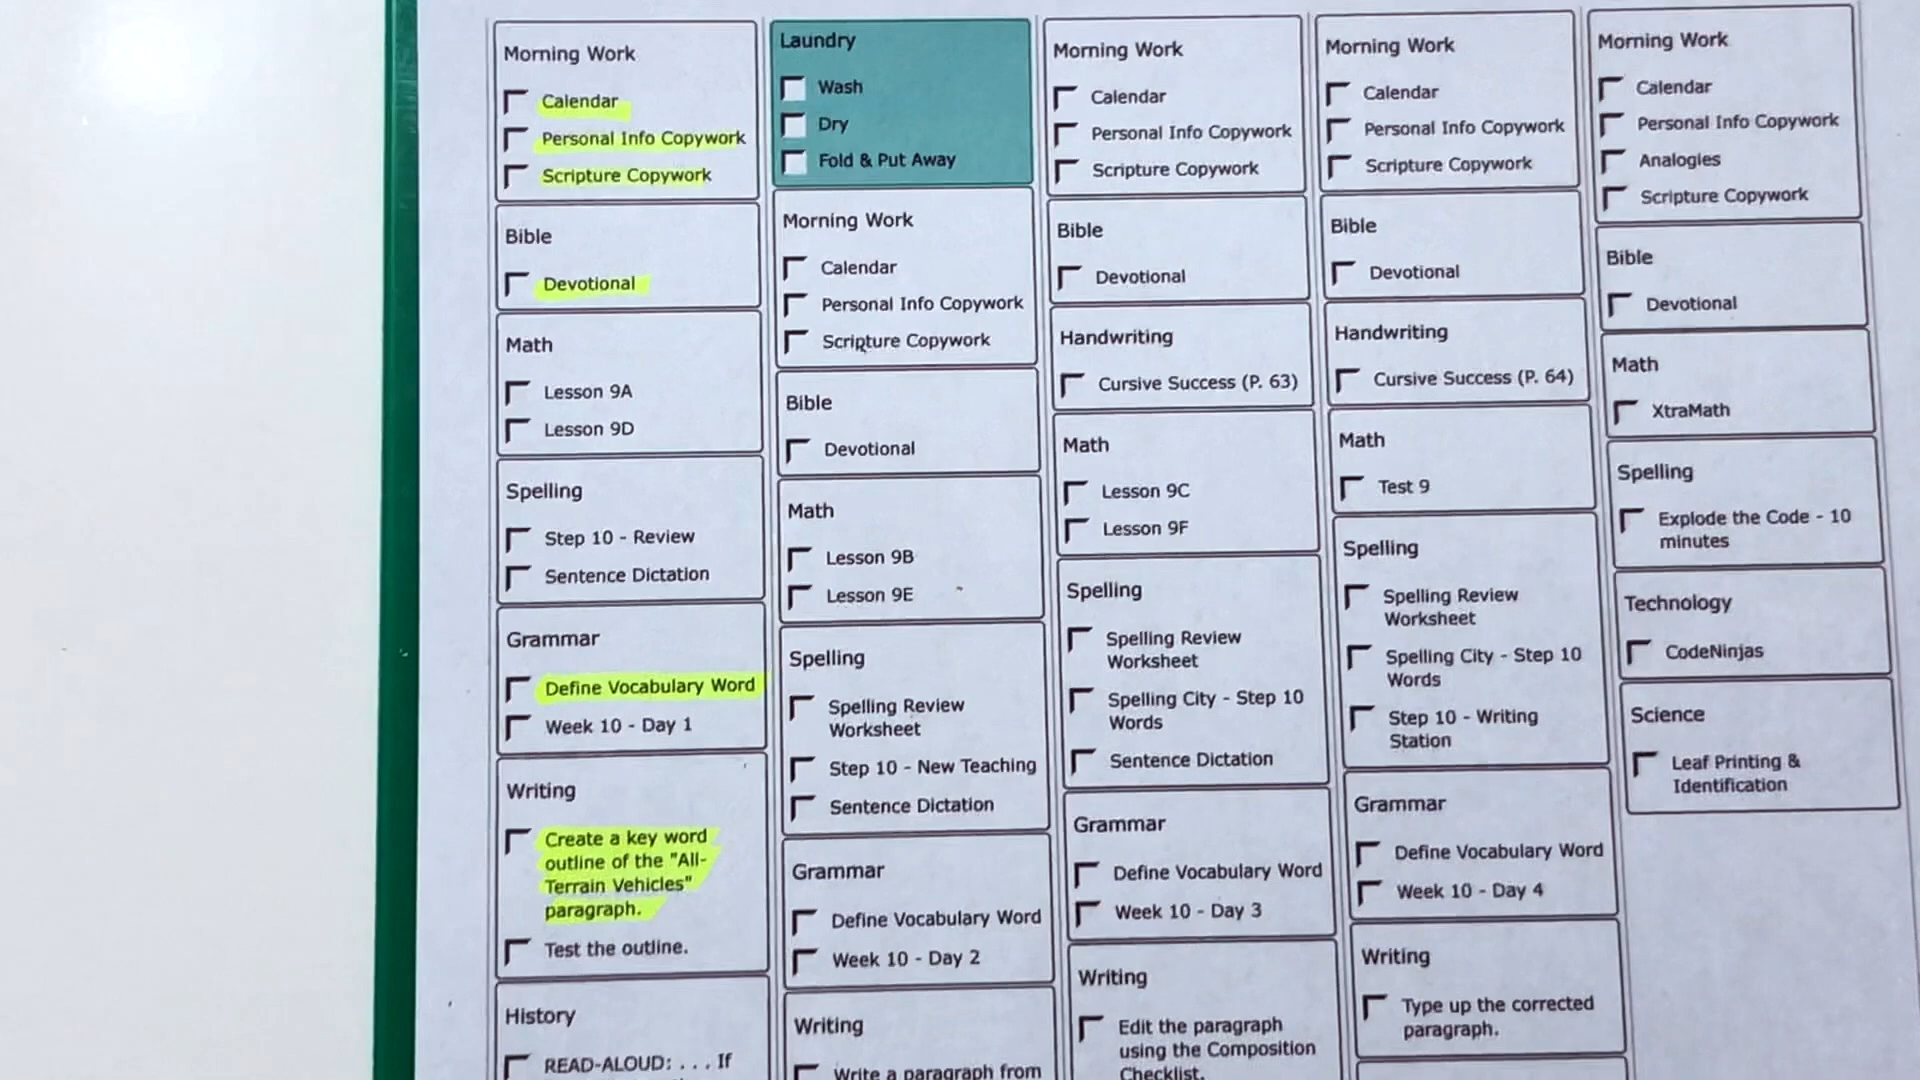 Morning Work
Calendar
Personal Info Copywork
Scripture Copywork
Bible
Devotional
Math
Lesson 9A
Lesson 9D
Spelling
Step 10 - Review
Sentence Dictation
Grammar
Define Vocabulary Word
Week 10 - Day 1
Writing
Create a key word
outline of the "All-
Terrain Vehicles"
paragraph.
Test the outline.
History
READ-ALOUD: . . . If
Laundry
Wash
Dry
Fold & Put Away
Morning Work
Calendar
Personal Info Copywork
Scripture Copywork
Bible
Devotional
Math
Lesson 9B
Lesson 9E
Spelling
Spelling Review
Worksheet
Step 10 - New Teaching
Sentence Dictation
Grammar
Define Vocabulary Word
Week 10 - Day 2
Writing
Write a paragraph from
Morning Work
Calendar
Personal Info Copywork
Scripture Copywork
Bible
Devotional
Handwriting
Cursive Success (P. 63)
Math
Lesson 9C
Lesson 9F
Spelling
Spelling Review
Worksheet
Spelling City - Step 10
Words
Sentence Dictation
Grammar
Define Vocabulary Word
Week 10 - Day 3
Writing
Edit the paragraph
using the Composition
Checklist.
Morning Work
Calendar
Personal Info Copywork
Scripture Copywork
Bible
Devotional
Handwriting
Cursive Success (P. 64)
Math
Test 9
Spelling
Spelling Review
Worksheet
Spelling City - Step 10
Words
Step 10 - Writing
Station
Grammar
Define Vocabulary Word
Week 10 - Day 4
Writing
Type up the corrected
paragraph.
Morning Work
Calendar
Personal Info Copywork
Analogies
Scripture Copywork
Bible
Devotional
Math
XtraMath
Spelling
Explode the Code - 10
minutes
Technology
CodeNinjas
Science
Leaf Printing &
Identification